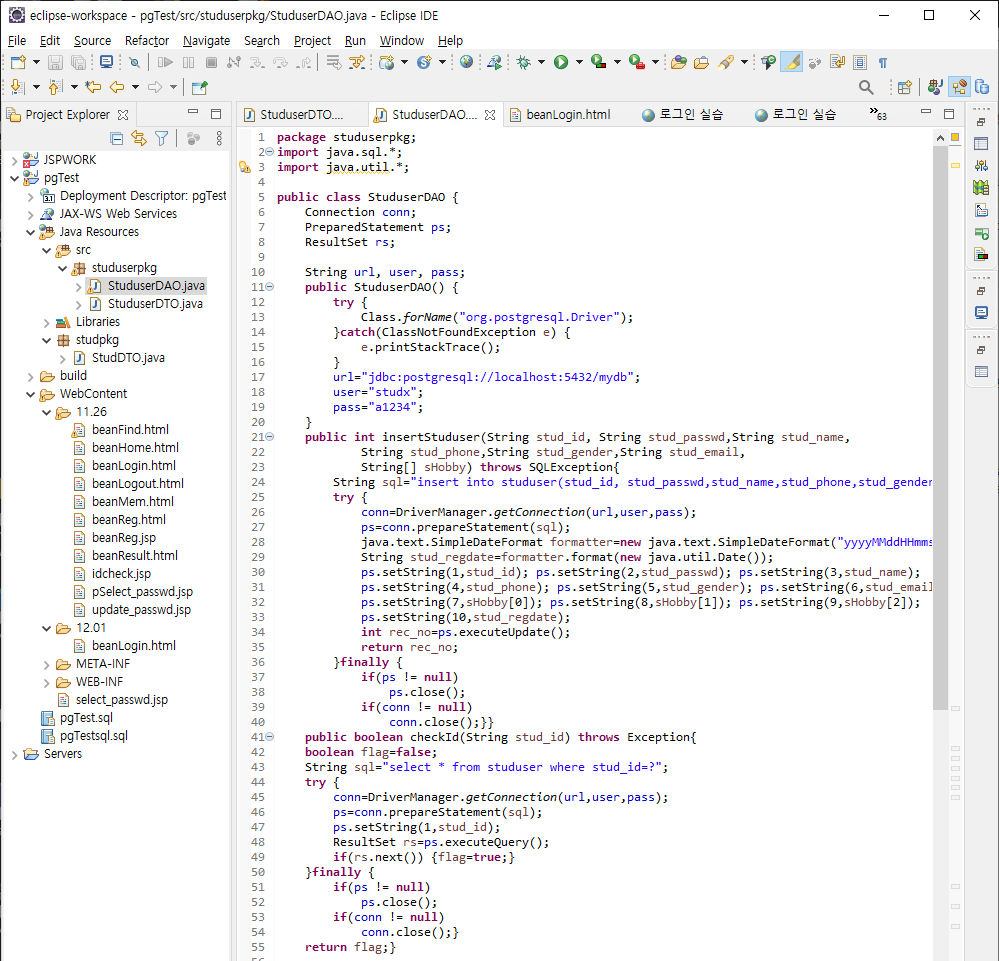 eclipse-workspace - pgTest/src/studuserpkg/StuduserDAO.java - Eclipse IDE
File Edit Source Refactor Navigate Search Project Run Window Help
Project Explorer
JSPWORK
pgTest
Deployment Descriptor: pgTest
JAX-WS Web Services
Java Resources
src
studuserpkg
StuduserDAO.java
StuduserDTO.java
Libraries
studpkg
StudDTO.java
build
WebContent
11.26
beanFind.html
beanHome.html
beanLogin.html
beanLogout.html
beanMem.html
beanReg.html
beanReg.jsp
beanResult.html
idcheck.jsp
pSelect_passwd.jsp
update_passwd.jsp
12.01
beanLogin.html
META-INF
WEB-INF
select_passwd.jsp
pgTest.sql
pgTestsql.sql
Servers
StuduserDTO.... StuduserDAO.... beanLogin.html 로그인 실습 로그인 실습 »63
1 package studuserpkg;
2 import java.sql.*;
3 import java.util.*;
4
5 public class StuduserDAO {
6 Connection conn;
7 PreparedStatement ps;
8 ResultSet rs;
9
10 String url, user, pass;
11 public StuduserDAO() {
12 try {
13 Class.forName("org.postgresql.Driver");
14 }catch(ClassNotFoundException e) {
15 e.printStackTrace();
16 }
17 url="jdbc:postgresql://localhost:5432/mydb";
18 user="studx";
19 pass="a1234";
20 }
21 public int insertStuduser(String stud_id, String stud_passwd,String stud_name,
22 String stud_phone,String stud_gender,String stud_email,
23 String[] sHobby) throws SQLException{
24 String sql="insert into studuser(stud_id, stud_passwd,stud_name,stud_phone,stud_gender
25 try {
26 conn=DriverManager.getConnection(url,user,pass);
27 ps=conn.prepareStatement(sql);
28 java.text.SimpleDateFormat formatter=new java.text.SimpleDateFormat("yyyyMMddHHmms
29 String stud_regdate=formatter.format(new java.util.Date());
30 ps.setString(1,stud_id); ps.setString(2,stud_passwd); ps.setString(3,stud_name);
31 ps.setString(4,stud_phone); ps.setString(5,stud_gender); ps.setString(6,stud_email
32 ps.setString(7,sHobby[0]); ps.setString(8,sHobby[1]); ps.setString(9,sHobby[2]);
33 ps.setString(10,stud_regdate);
34 int rec_no=ps.executeUpdate();
35 return rec_no;
36 }finally {
37 if(ps != null)
38 ps.close();
39 if(conn != null)
40 conn.close();}}
41 public boolean checkId(String stud_id) throws Exception{
42 boolean flag=false;
43 String sql="select * from studuser where stud_id=?";
44 try {
45 conn=DriverManager.getConnection(url,user,pass);
46 ps=conn.prepareStatement(sql);
47 ps.setString(1,stud_id);
48 ResultSet rs=ps.executeQuery();
49 if(rs.next()) {flag=true;}
50 }finally {
51 if(ps != null)
52 ps.close();
53 if(conn != null)
54 conn.close();}
55 return flag;}